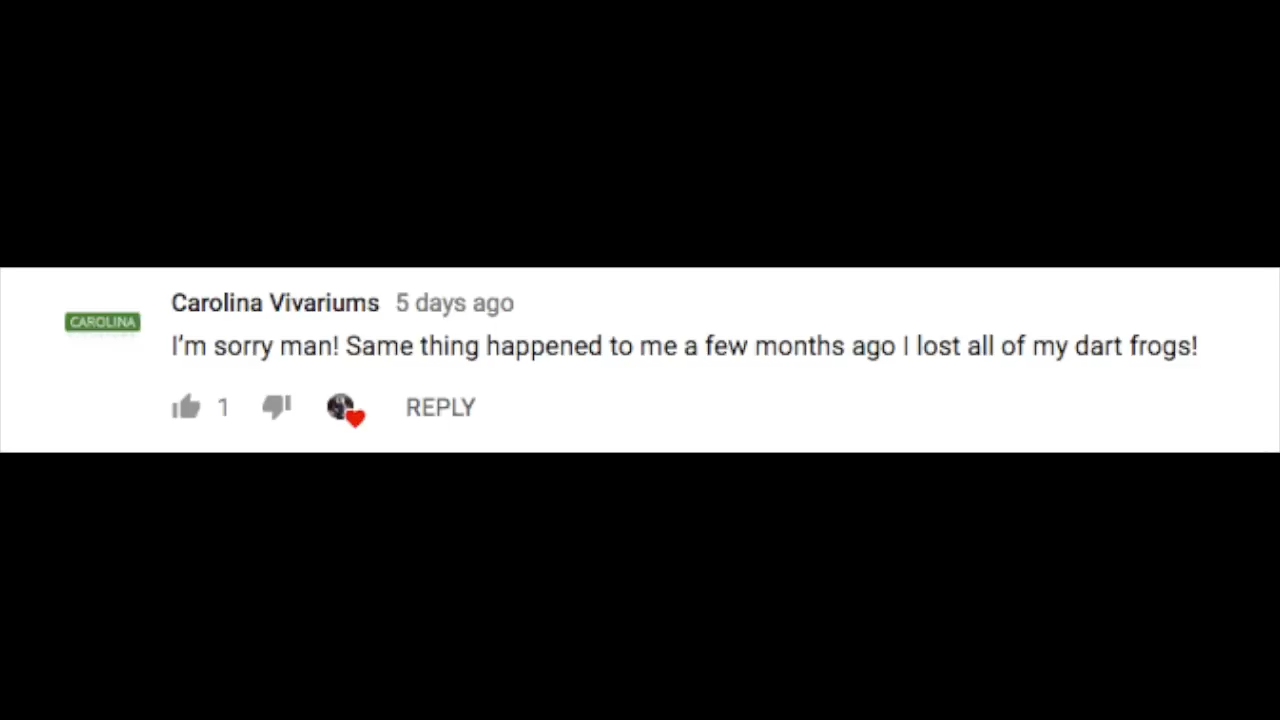 Carolina Vivariums 5 days ago
CAROLINA
I'm sorry man! Same thing happened to me a few months ago I lost all of my dart frogs!
1 REPLY